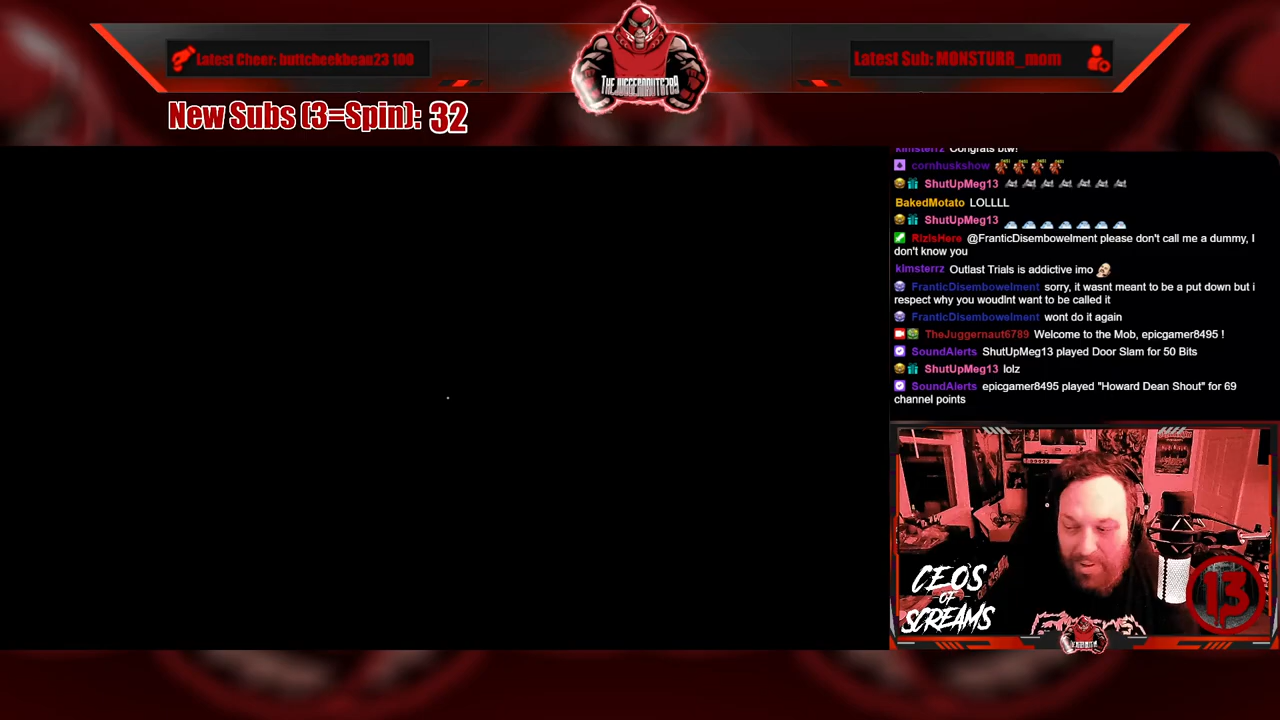 Latest Cheer: buttcheekbeau23 100
THEJUGGERNAUT6789
Latest Sub: MONSTURR_mom
New Subs (3=Spin): 32
kimsterrz Congrats btw!
cornhuskshow
ShutUpMeg13
BakedMotato LOLLLL
ShutUpMeg13
RizIsHere @FranticDisembowelment please don't call me a dummy, I
don't know you
kimsterrz Outlast Trials is addictive imo
FranticDisembowelment sorry, it wasnt meant to be a put down but i
respect why you woudlnt want to be called it
FranticDisembowelment wont do it again
TheJuggernaut6789 Welcome to the Mob, epicgamer8495 !
SoundAlerts ShutUpMeg13 played Door Slam for 50 Bits
ShutUpMeg13 lolz
SoundAlerts epicgamer8495 played "Howard Dean Shout" for 69
channel points
CEOS
OF
SCREAMS
13